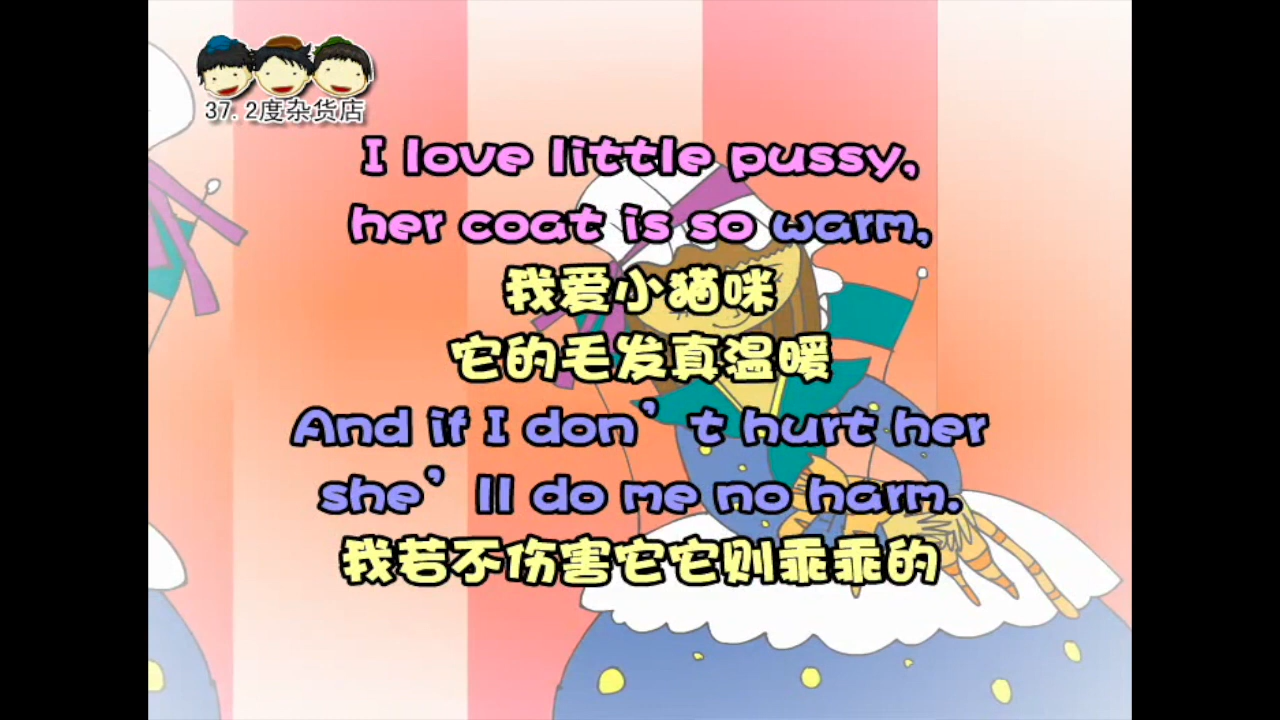 37.2度杂货店
I love little pussy,
her coat is so warm,
我爱小猫咪
它的毛发真温暖
And if I don't hurt her
she'll do me no harm.
我若不伤害它它则乖乖的